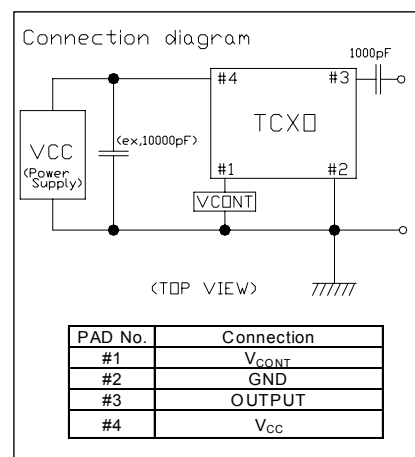 Connection diagram
1000pF
#4 #3
TCXO
(ex,10000pF)
VCC
(Power
Supply)
#1 #2
VCONT
(TOP VIEW)
PAD No. Connection
#1 VCONT
#2 GND
#3 OUTPUT
#4 VCC